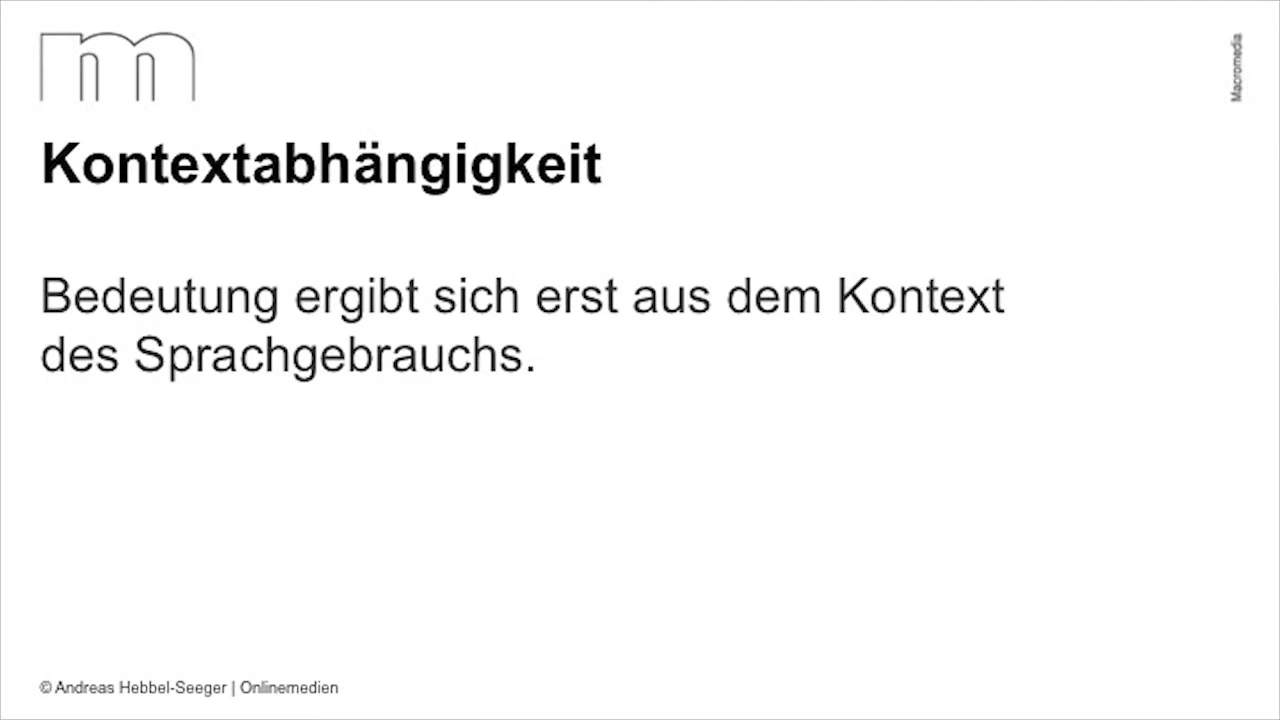 m
Macromedia
Kontextabhängigkeit
Bedeutung ergibt sich erst aus dem Kontext
des Sprachgebrauchs.
© Andreas Hebbel-Seeger | Onlinemedien